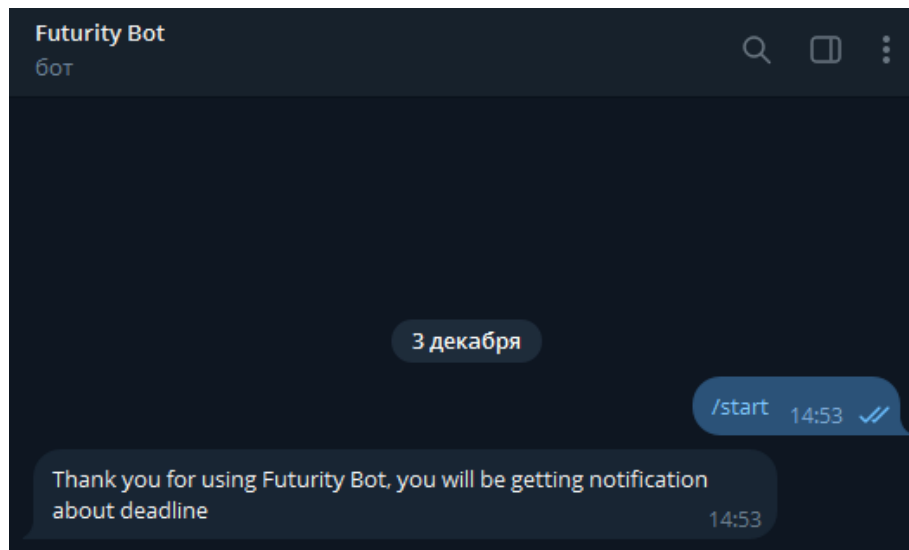 Futurity Bot
бот
3 декабря
/start 14:53
Thank you for using Futurity Bot, you will be getting notification
about deadline
14:53